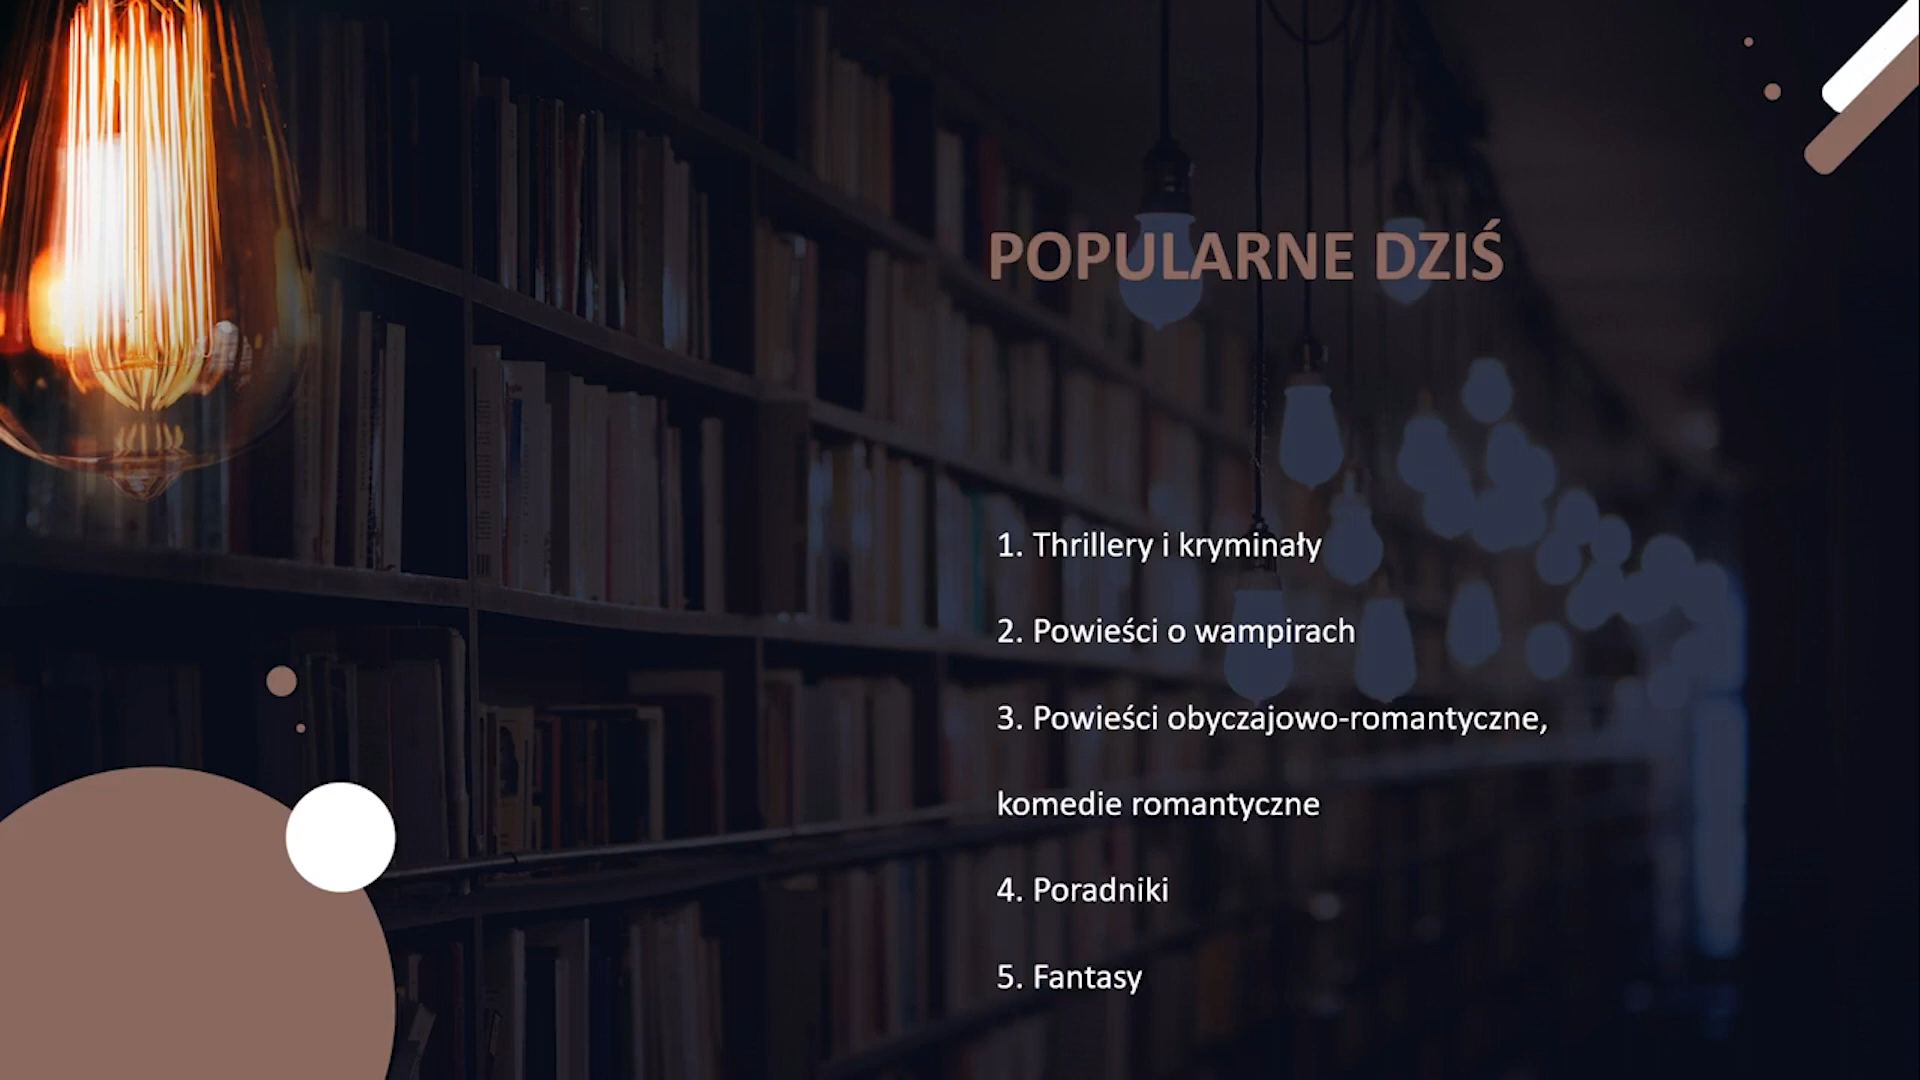 POPULARNE DZIŚ
1. Thrillery i kryminały
2. Powieści o wampirach
3. Powieści obyczajowo-romantyczne,
komedie romantyczne
4. Poradniki
5. Fantasy